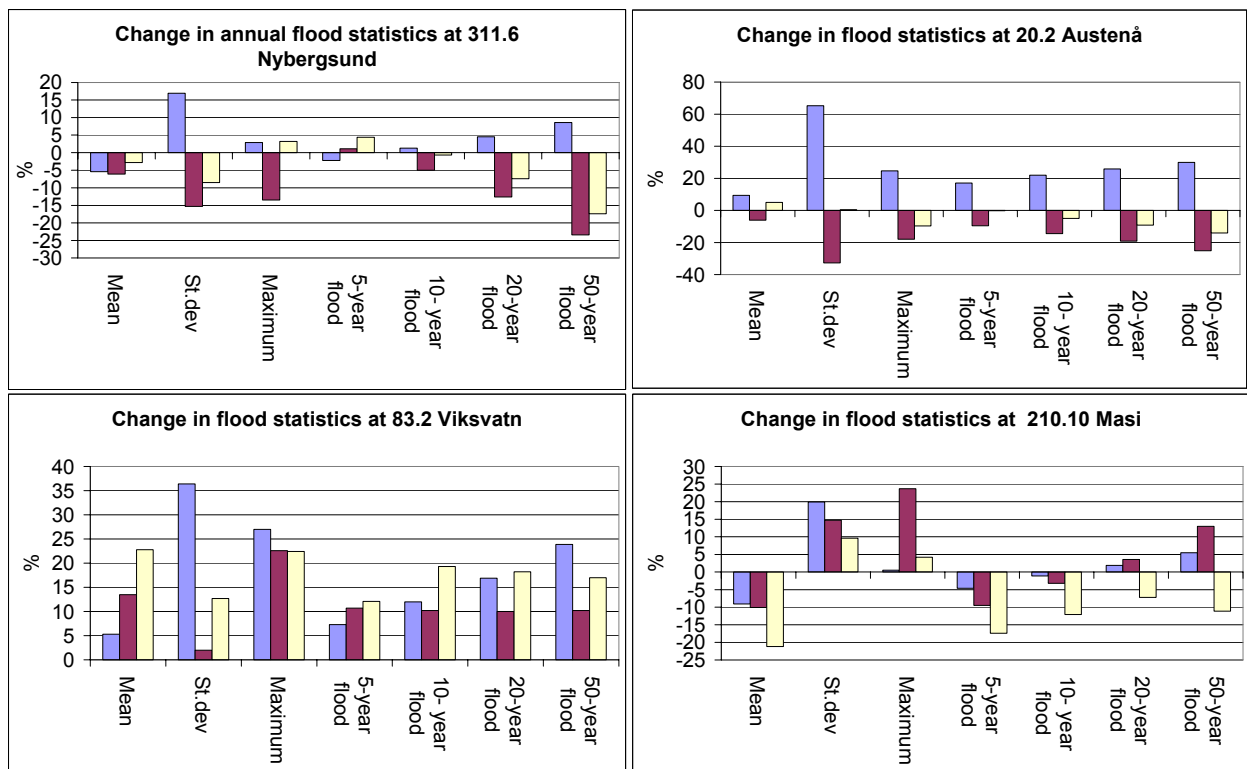 Change in annual flood statistics at 311.6
Nybergsund
%
20
15
10
5
0
-5
-10
-15
-20
-25
-30
Mean
St.dev
Maximum
5-year
flood
10- year
flood
20-year
flood
50-year
flood
Change in flood statistics at 20.2 Austenå
%
80
60
40
20
0
-20
-40
Mean
St.dev
Maximum
5-year
flood
10- year
flood
20-year
flood
50-year
flood
Change in flood statistics at 83.2 Viksvatn
%
40
35
30
25
20
15
10
5
0
Mean
St.dev
Maximum
5-year
flood
10- year
flood
20-year
flood
50-year
flood
Change in flood statistics at 210.10 Masi
%
30
25
20
15
10
5
0
-5
-10
-15
-20
-25
Mean
St.dev
Maximum
5-year
flood
10- year
flood
20-year
flood
50-year
flood